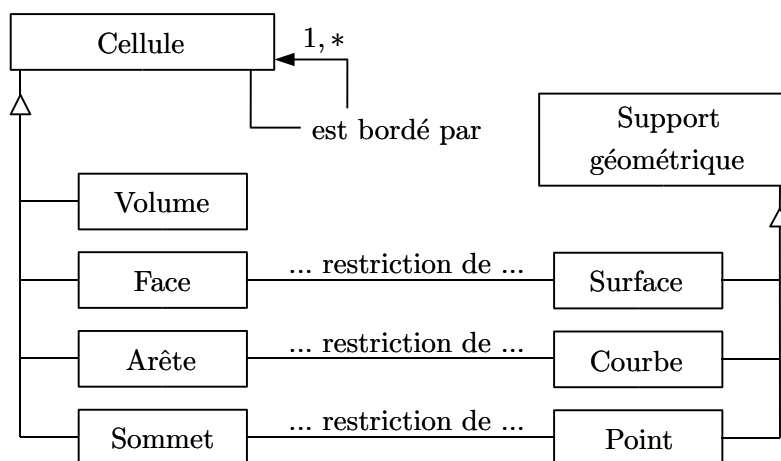 Cellule
1, *
est bordé par
Support
géométrique
Volume
Face
... restriction de ...
Surface
Arête
... restriction de ...
Courbe
Sommet
... restriction de ...
Point